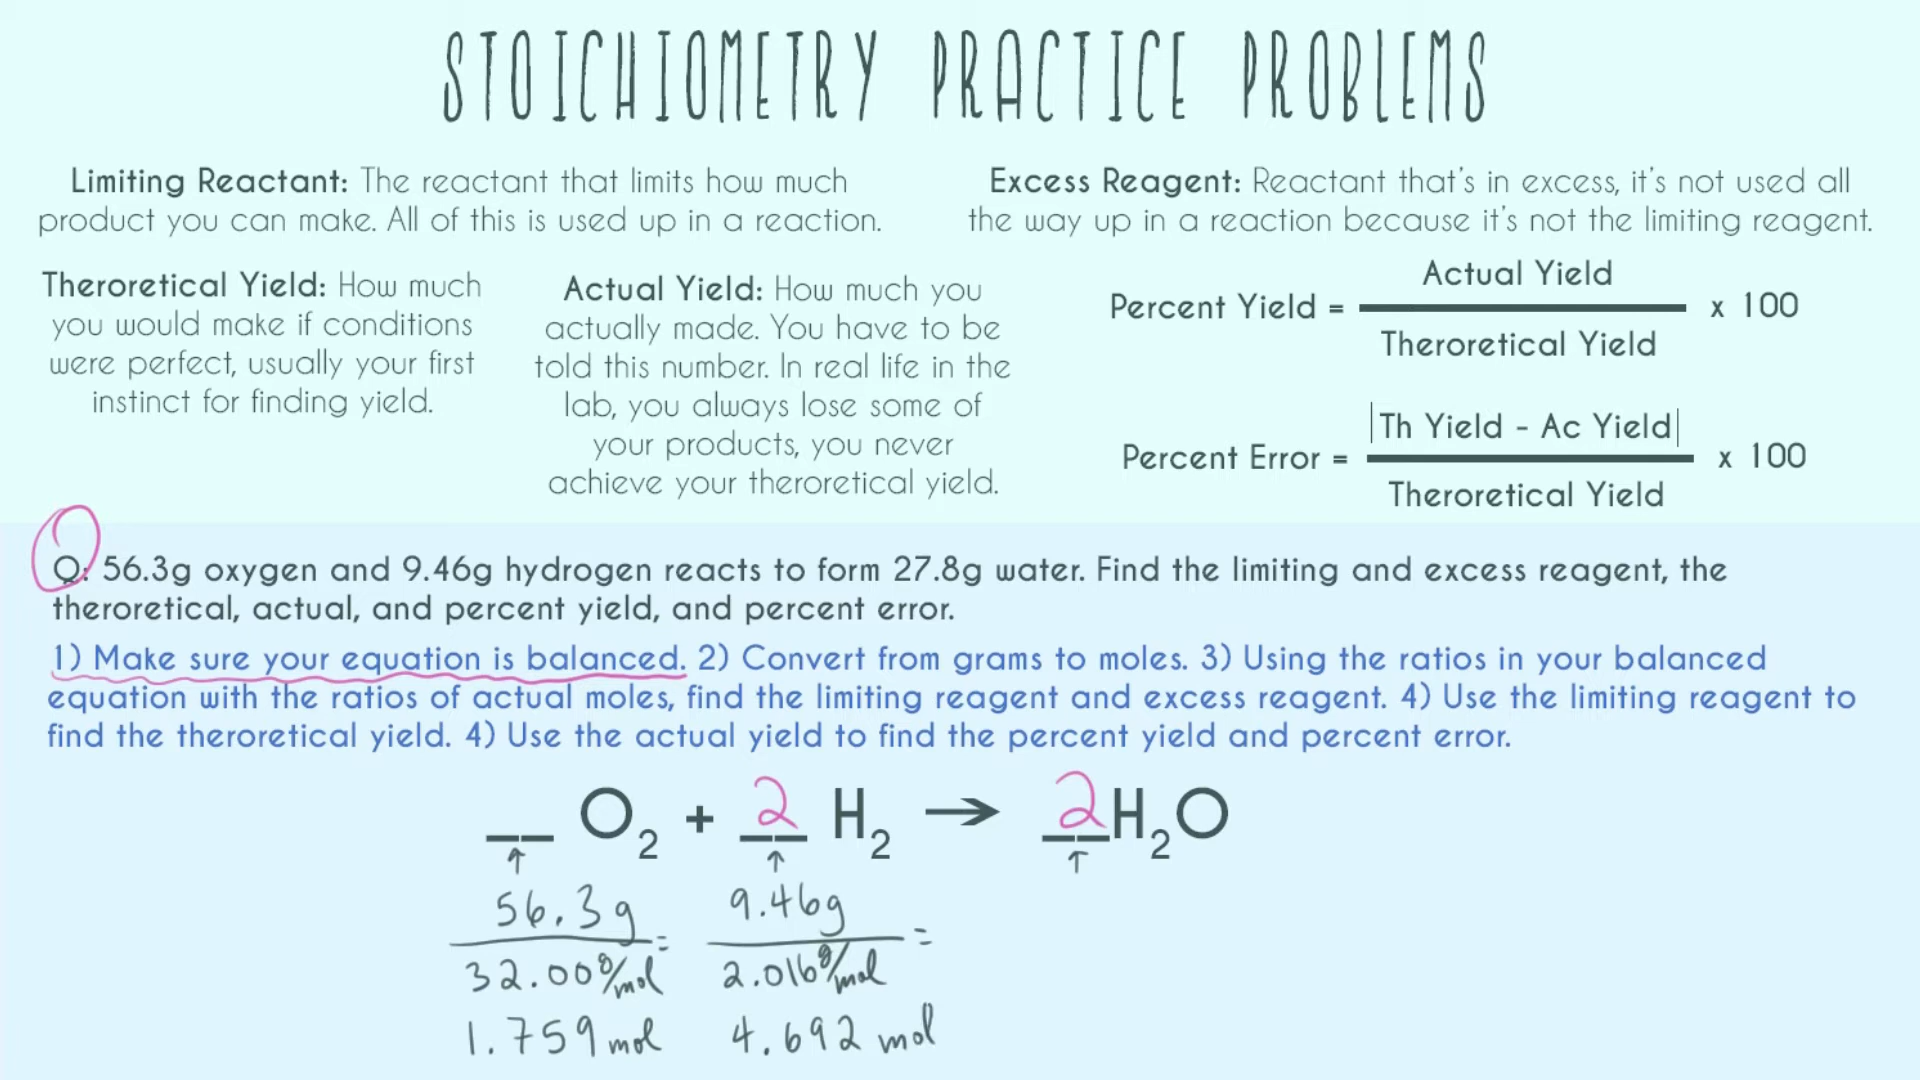 STOICHIOMETRY PRACTICE PROBLEMS
Limiting Reactant: The reactant that limits how much
product you can make. All of this is used up in a reaction.
Excess Reagent: Reactant that's in excess, it's not used all
the way up in a reaction because it's not the limiting reagent.
Theroretical Yield: How much
you would make if conditions
were perfect, usually your first
instinct for finding yield.
Actual Yield: How much you
actually made. You have to be
told this number. In real life in the
lab, you always lose some of
your products, you never
achieve your theroretical yield.
Actual Yield
Percent Yield = x 100
Theroretical Yield
|Th Yield - Ac Yield|
Percent Error = x 100
Theroretical Yield
Q: 56.3g oxygen and 9.46g hydrogen reacts to form 27.8g water. Find the limiting and excess reagent, the
theroretical, actual, and percent yield, and percent error.
1) Make sure your equation is balanced. 2) Convert from grams to moles. 3) Using the ratios in your balanced
equation with the ratios of actual moles, find the limiting reagent and excess reagent. 4) Use the limiting reagent to
find the theroretical yield. 4) Use the actual yield to find the percent yield and percent error.
__ O₂ + 2 H₂ → 2 H₂O
↑ ↑ ↑
56.3g 9.46g
= =
32.00g/mol 2.016g/mol
1.759mol 4.692 mol